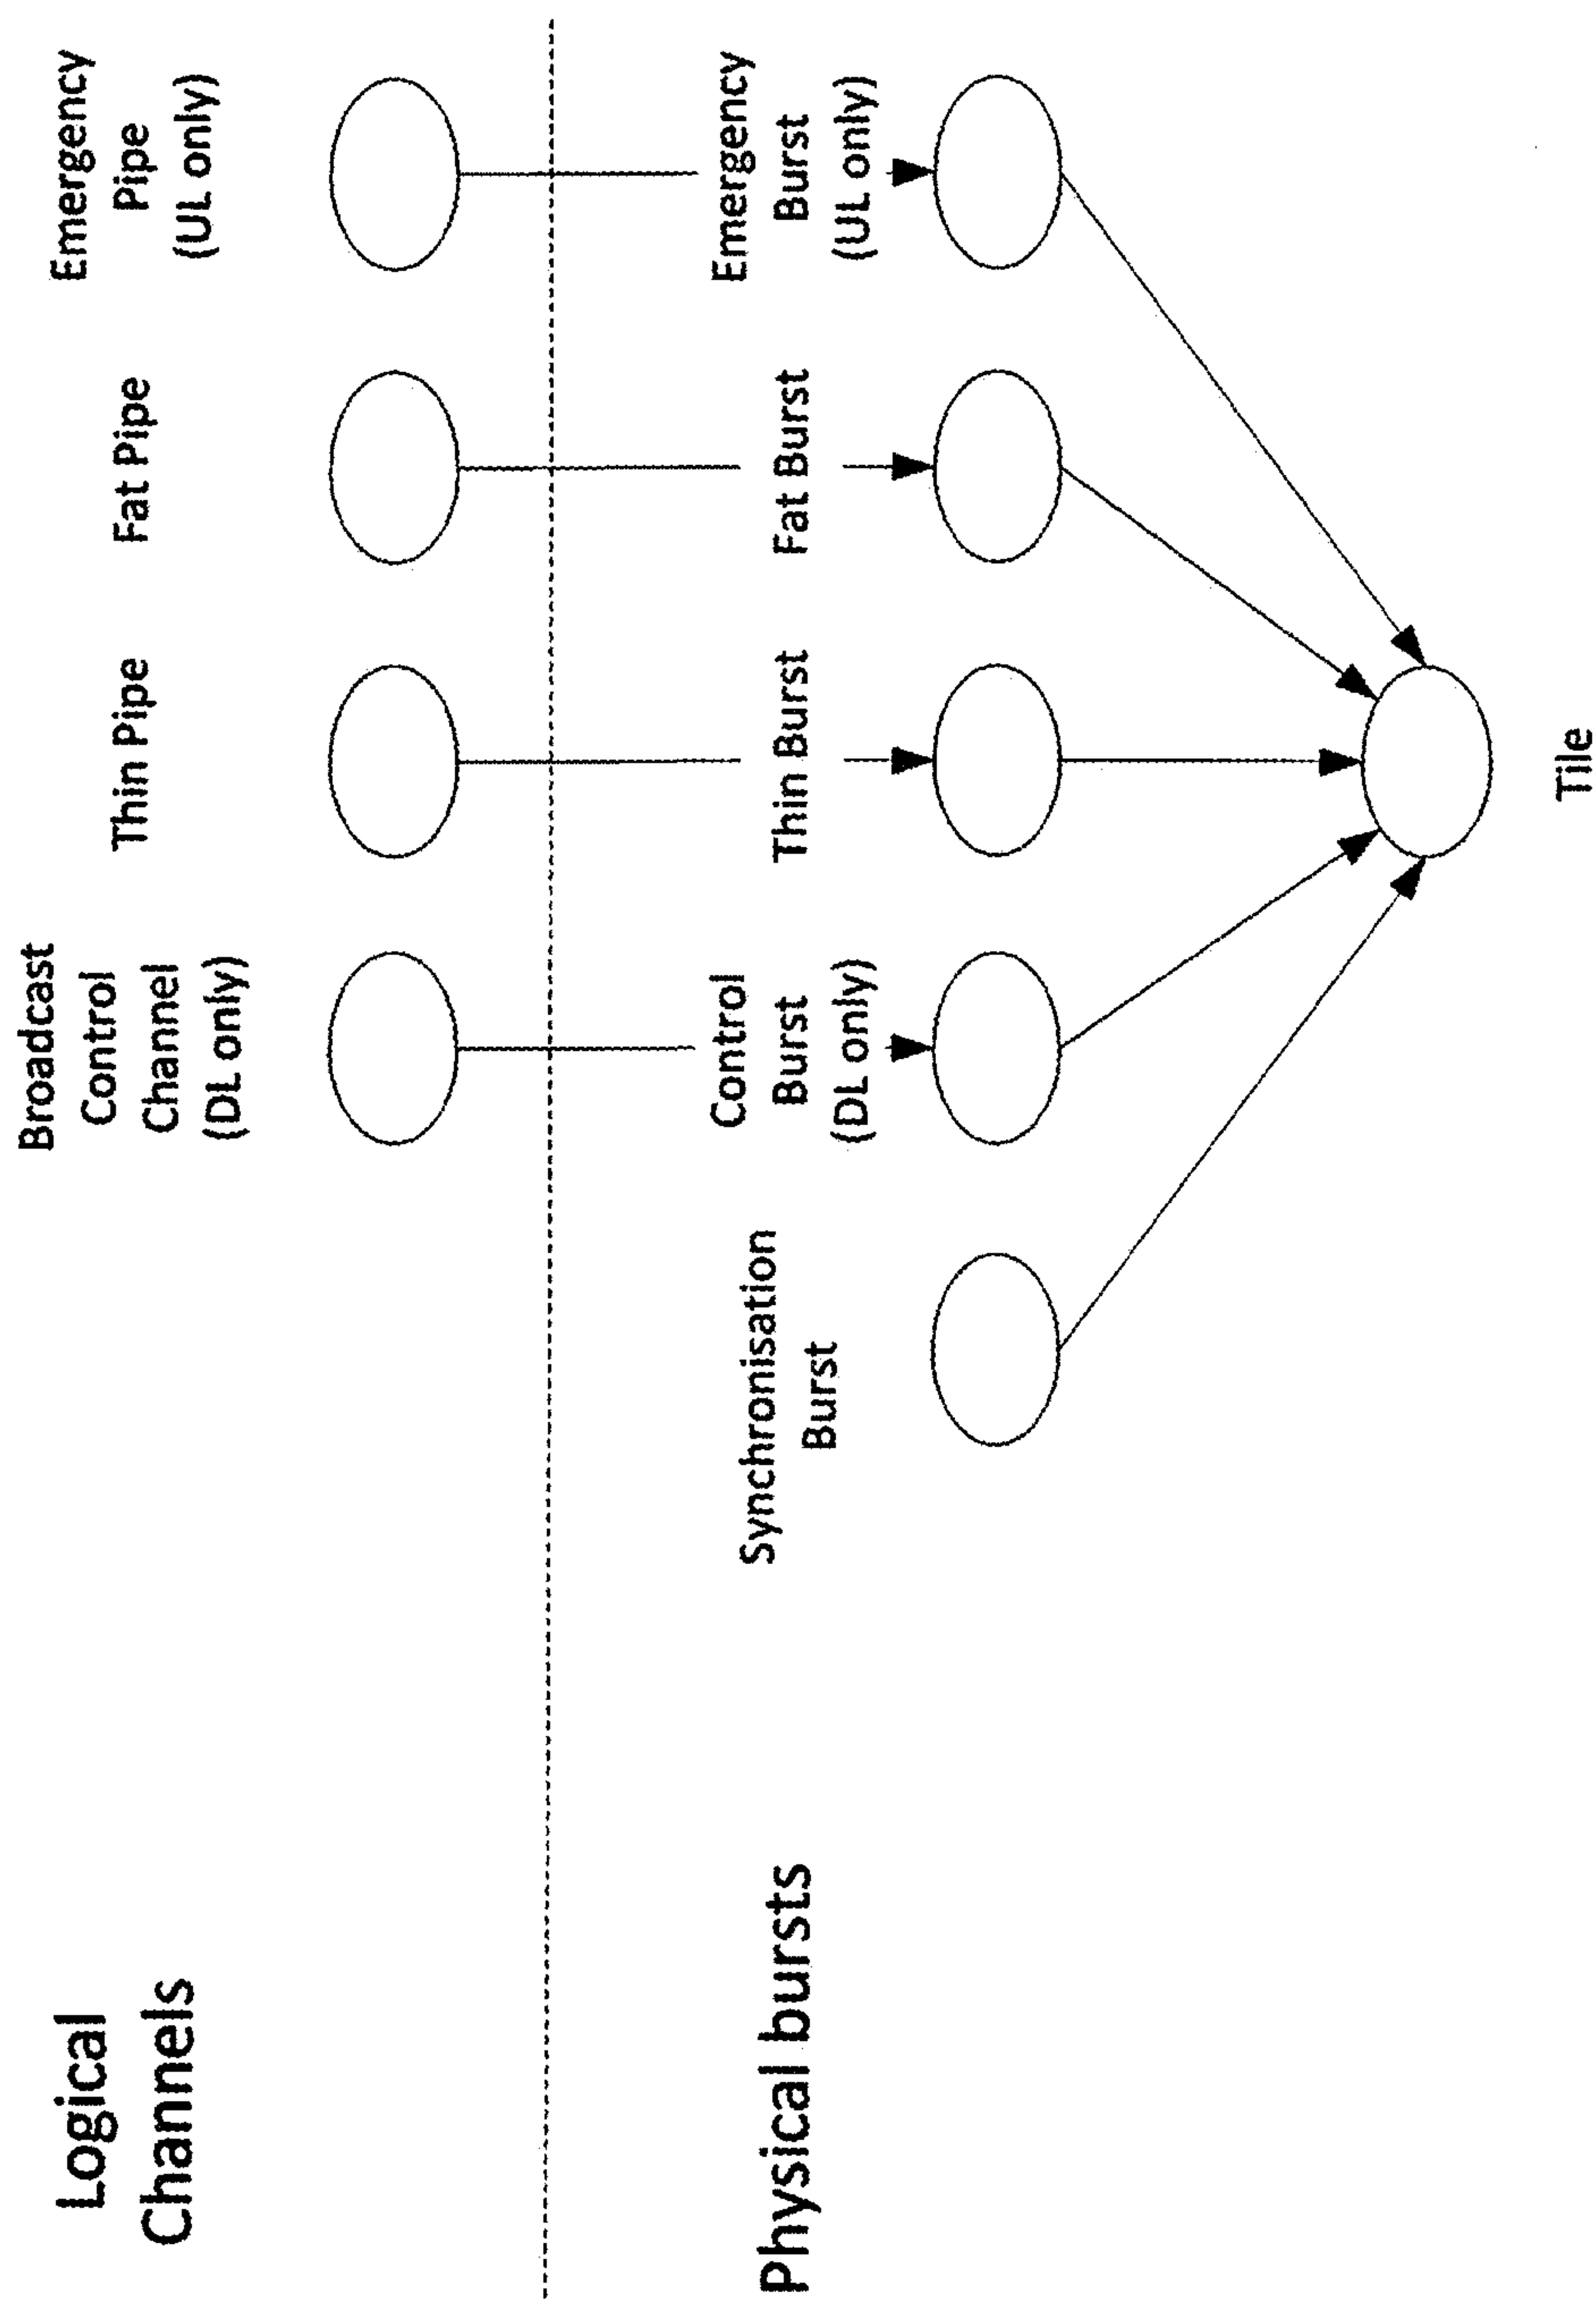 Logical
Channels
Broadcast
Control
Channel
(DL only)
Thin Pipe
Fat Pipe
Emergency
Pipe
(UL only)
Physical bursts
Synchronisation
Burst
Control
Burst
(DL only)
Thin Burst
Fat Burst
Emergency
Burst
(UL only)
Tile